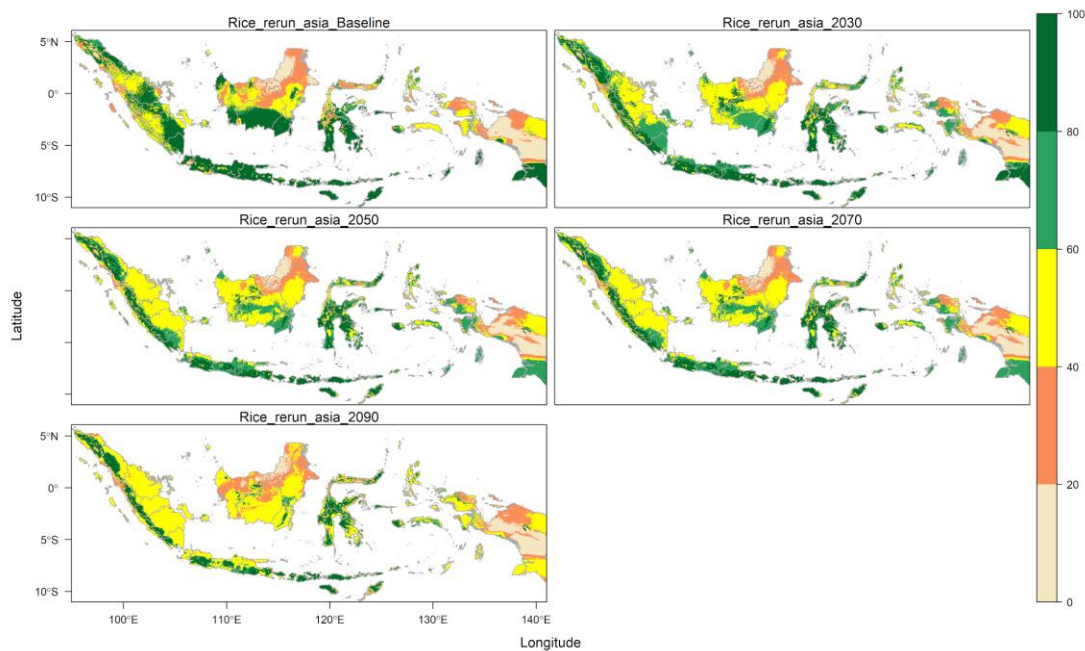 Rice_rerun_asia_Baseline
Rice_rerun_asia_2030
100
5°N
0°
5°S
10°S
80
Rice_rerun_asia_2050
Rice_rerun_asia_2070
60
Latitude
40
Rice_rerun_asia_2090
5°N
20
0°
5°S
10°S
0
100°E
110°E
120°E
130°E
140°E
Longitude